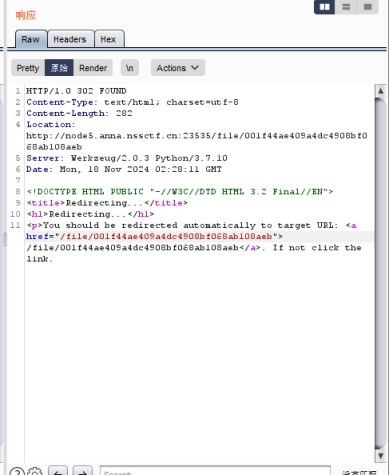 响应
Raw Headers Hex
Pretty 原始 Render \n Actions
1 HTTP/1.0 302 FOUND
2 Content-Type: text/html; charset=utf-8
3 Content-Length: 282
4 Location:
http://node5.anna.nssctf.cn:23535/file/001f44ae409a4dc4908bf0
68ab108aeb
5 Server: Werkzeug/2.0.3 Python/3.7.10
6 Date: Mon, 18 Nov 2024 02:28:11 GMT
7
8 <!DOCTYPE HTML PUBLIC "-//W3C//DTD HTML 3.2 Final//EN">
9 <title>Redirecting...</title>
10 <h1>Redirecting...</h1>
11 <p>You should be redirected automatically to target URL: <a
href="/file/001f44ae409a4dc4908bf068ab108aeb">
/file/001f44ae409a4dc4908bf068ab108aeb</a>. If not click the
link.
Search... 没有匹配